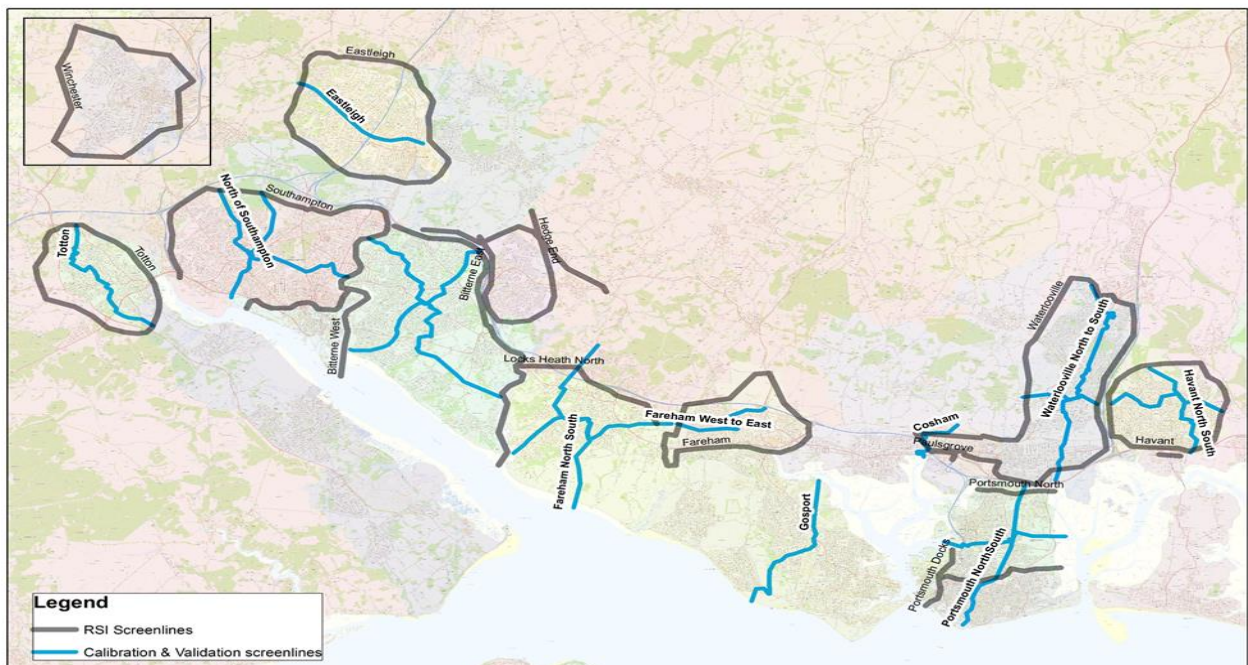 Winchester
Eastleigh
Eastleigh
Southampton
North of Southampton
Totton
Totton
Hedge End
Bitterne East
Bitterne West
Locks Heath North
Fareham West to East
Fareham
Fareham North South
Gosport
Cosham
Paulsgrove
Waterlooville
Waterlooville North to South
Havant North South
Havant
Portsmouth North
Portsmouth Docks
Portsmouth NorthSouth
Legend
RSI Screenlines
Calibration & Validation screenlines